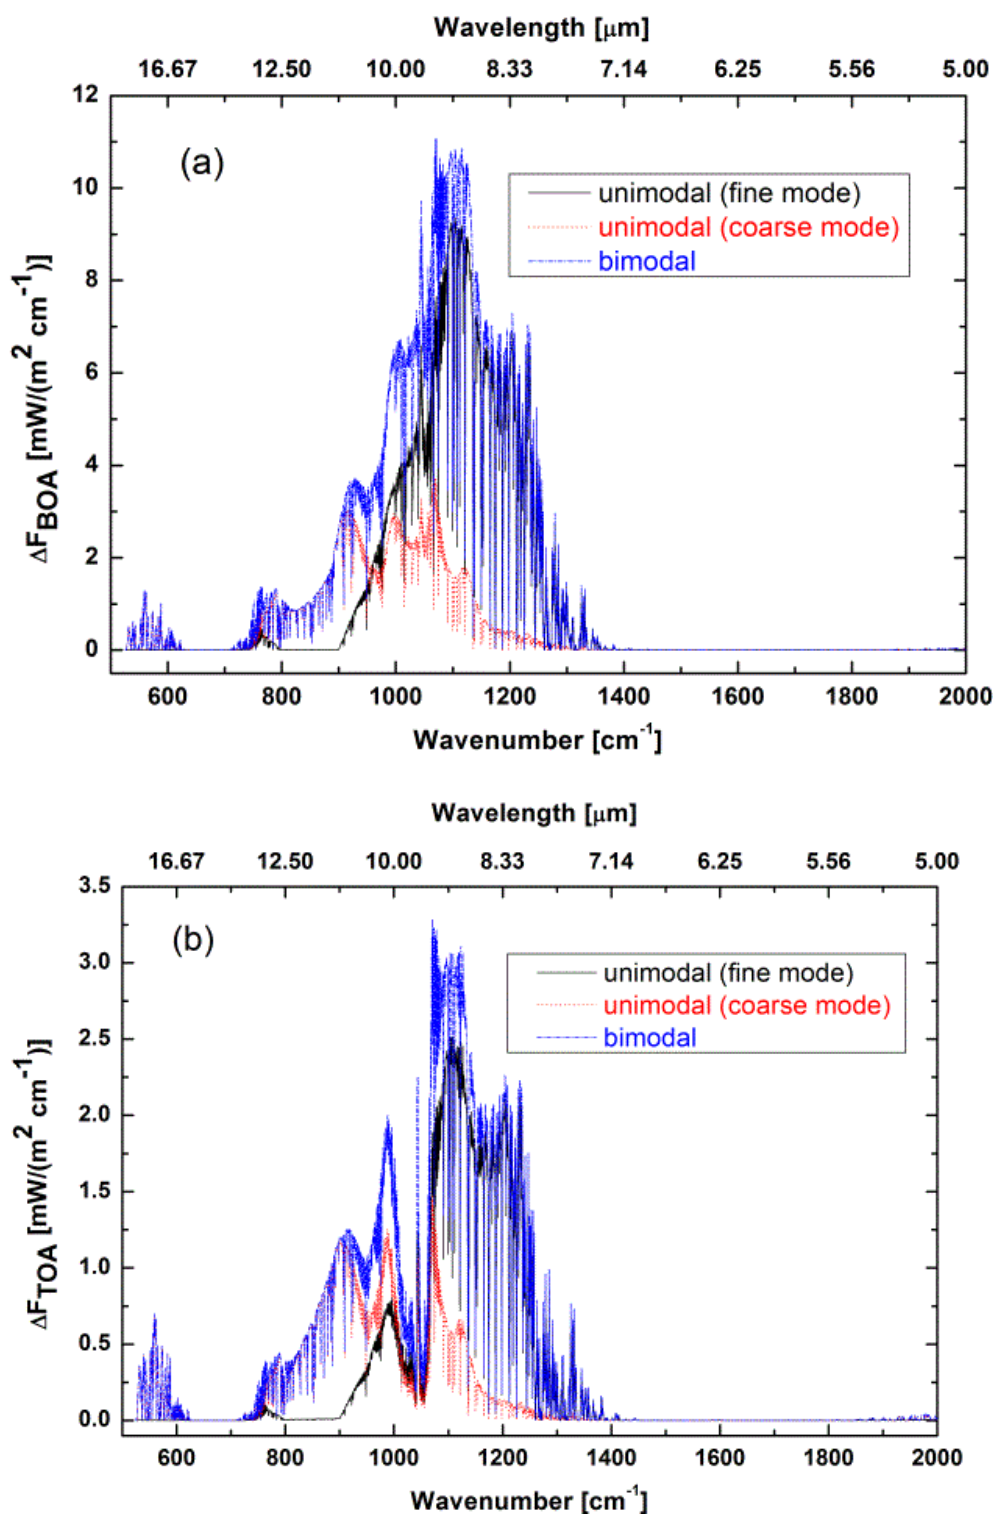 Wavelength [μm]
16.67 12.50 10.00 8.33 7.14 6.25 5.56 5.00
12
10
8
6
4
2
0
(a)
unimodal (fine mode)
unimodal (coarse mode)
bimodal
ΔF_BOA [mW/(m² cm⁻¹)]
600 800 1000 1200 1400 1600 1800 2000
Wavenumber [cm⁻¹]
Wavelength [μm]
16.67 12.50 10.00 8.33 7.14 6.25 5.56 5.00
3.5
3.0
2.5
2.0
1.5
1.0
0.5
0.0
(b)
unimodal (fine mode)
unimodal (coarse mode)
bimodal
ΔF_TOA [mW/(m² cm⁻¹)]
600 800 1000 1200 1400 1600 1800 2000
Wavenumber [cm⁻¹]